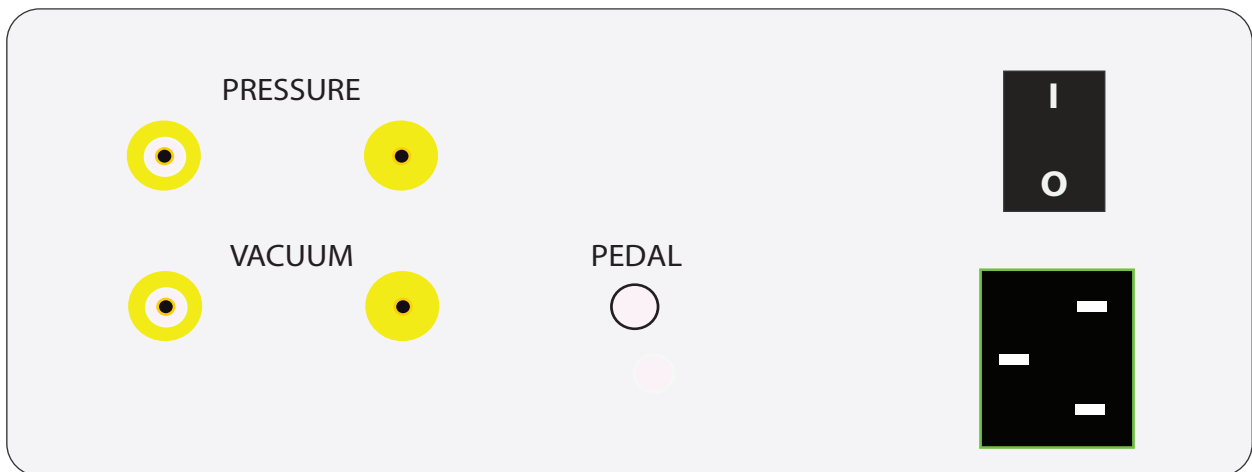 PRESSURE
I
O
VACUUM
PEDAL